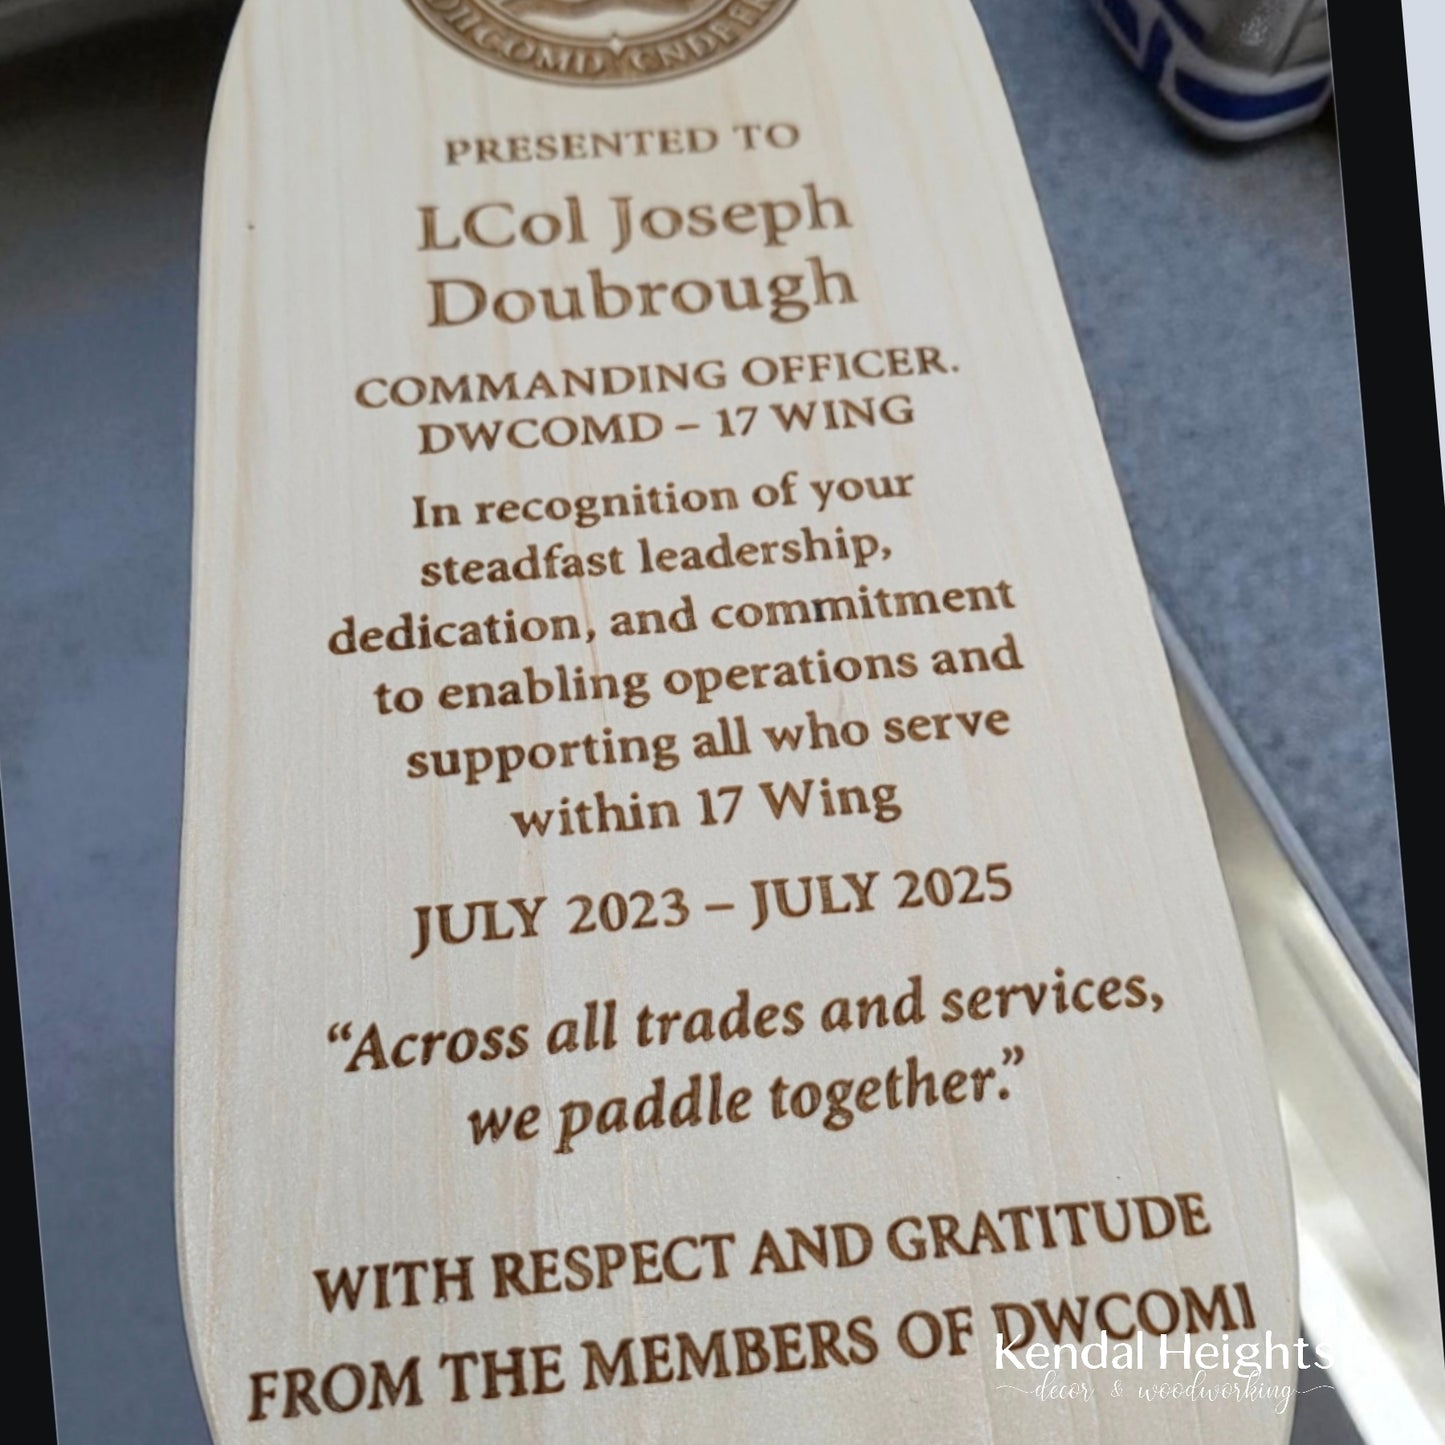 PRESENTED TO
LCol Joseph
Doubrough
COMMANDING OFFICER.
DWCOMD – 17 WING
In recognition of your
steadfast leadership,
dedication, and commitment
to enabling operations and
supporting all who serve
within 17 Wing
JULY 2023 – JULY 2025
“Across all trades and services,
we paddle together.”
WITH RESPECT AND GRATITUDE
FROM THE MEMBERS OF DWCOMI
Kendal Heights
decor & woodworking